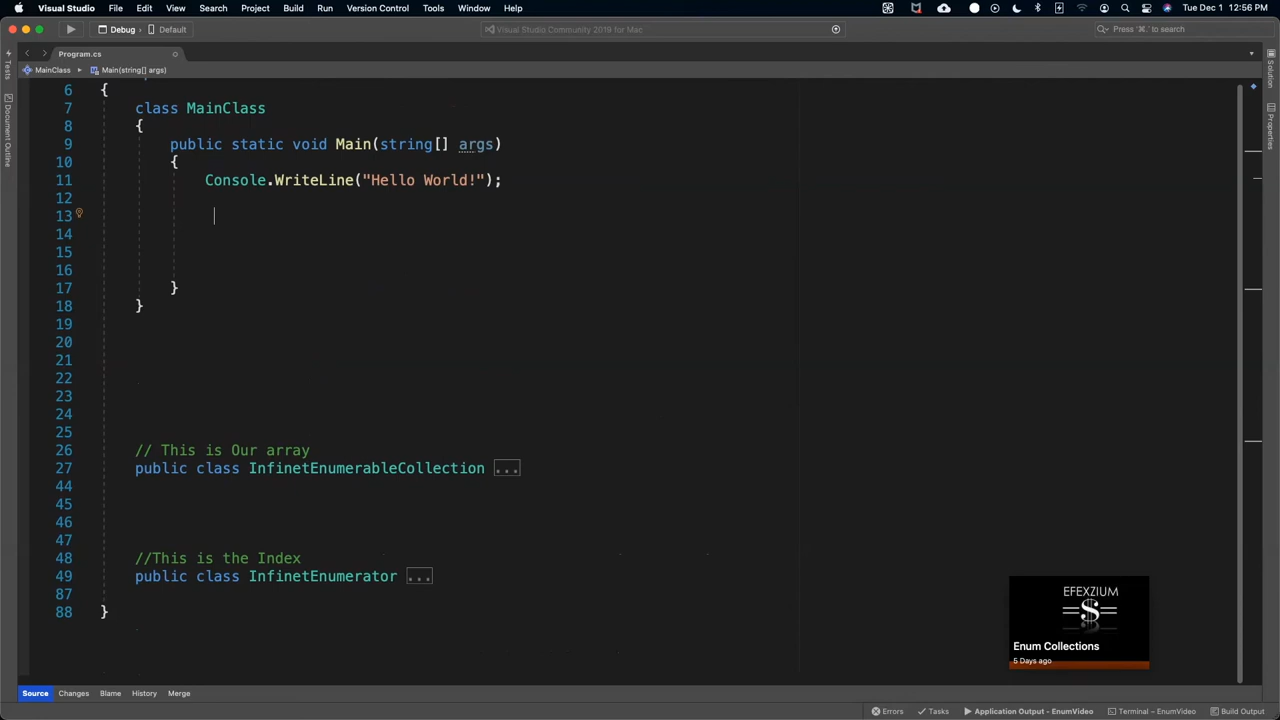 Visual Studio File Edit View Search Project Build Run Version Control Tools Window Help Tue Dec 1 12:56 PM
Debug Default Visual Studio Community 2019 for Mac Press '⌘.' to search
Program.cs
MainClass Main(string[] args)
Tests
Document Outline
Solution
Properties
6 {
7 class MainClass
8 {
9 public static void Main(string[] args)
10 {
11 Console.WriteLine("Hello World!");
12
13
14
15
16
17 }
18 }
19
20
21
22
23
24
25
26 // This is Our array
27 public class InfinetEnumerableCollection ...
44
45
46
47
48 //This is the Index
49 public class InfinetEnumerator ...
87
88 }
EFEXZIUM
$
Enum Collections
5 Days ago
Source Changes Blame History Merge
Errors Tasks Application Output - EnumVideo Terminal – EnumVideo Build Output